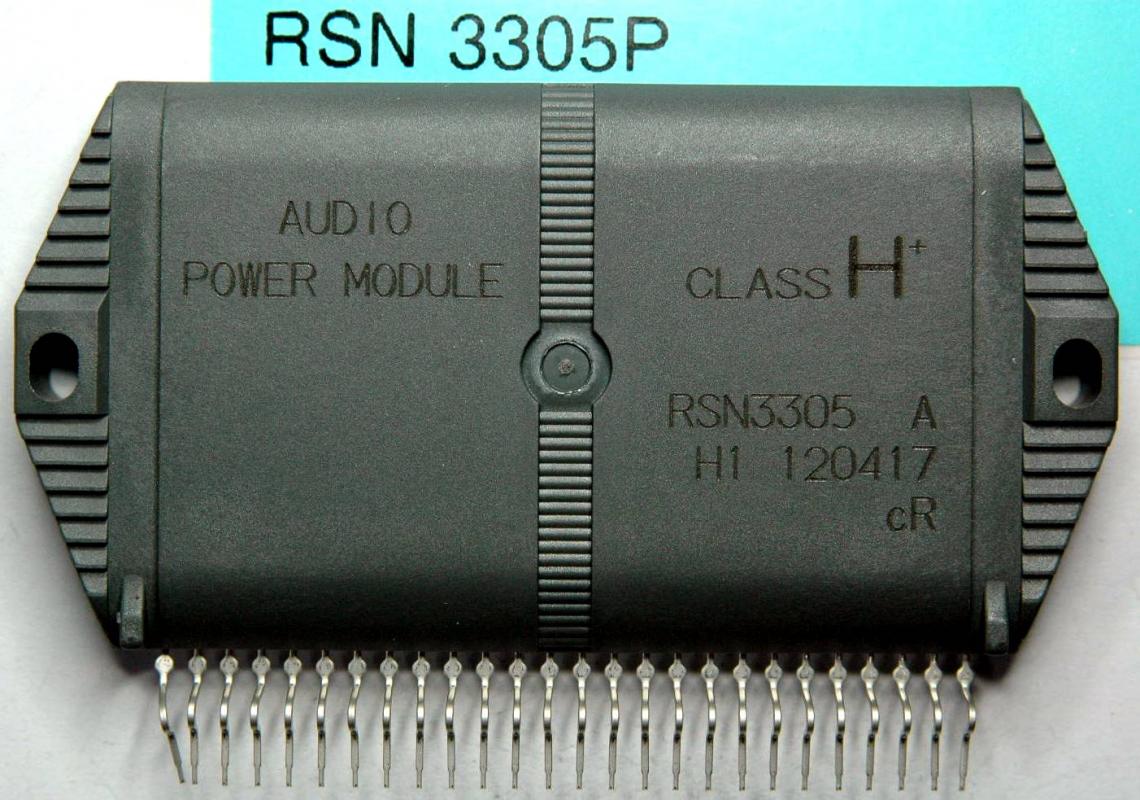 RSN 3305P
AUDIO
POWER MODULE
CLASS H+
RSN3305 A
H1 120417
cR